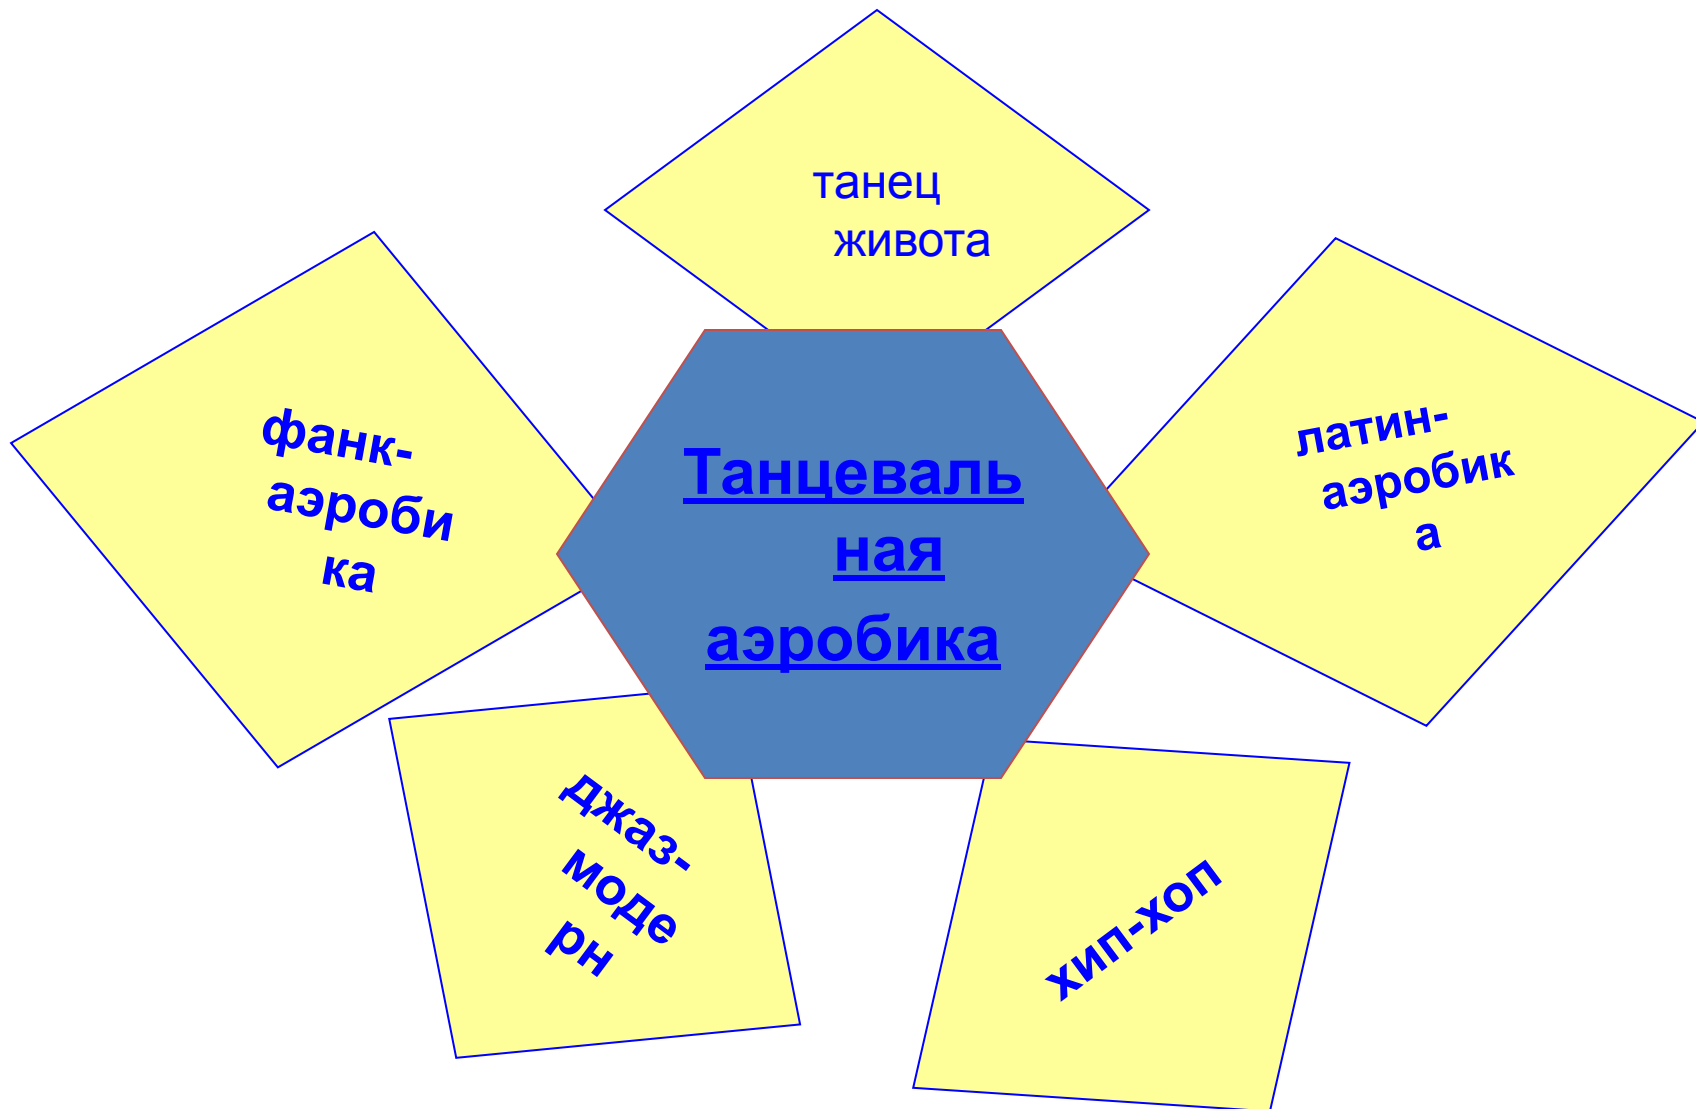 танец
живота
фанк-
аэроби
ка
латин-
аэробик
а
Танцеваль
ная
аэробика
джаз-
моде
рн
хип-хоп